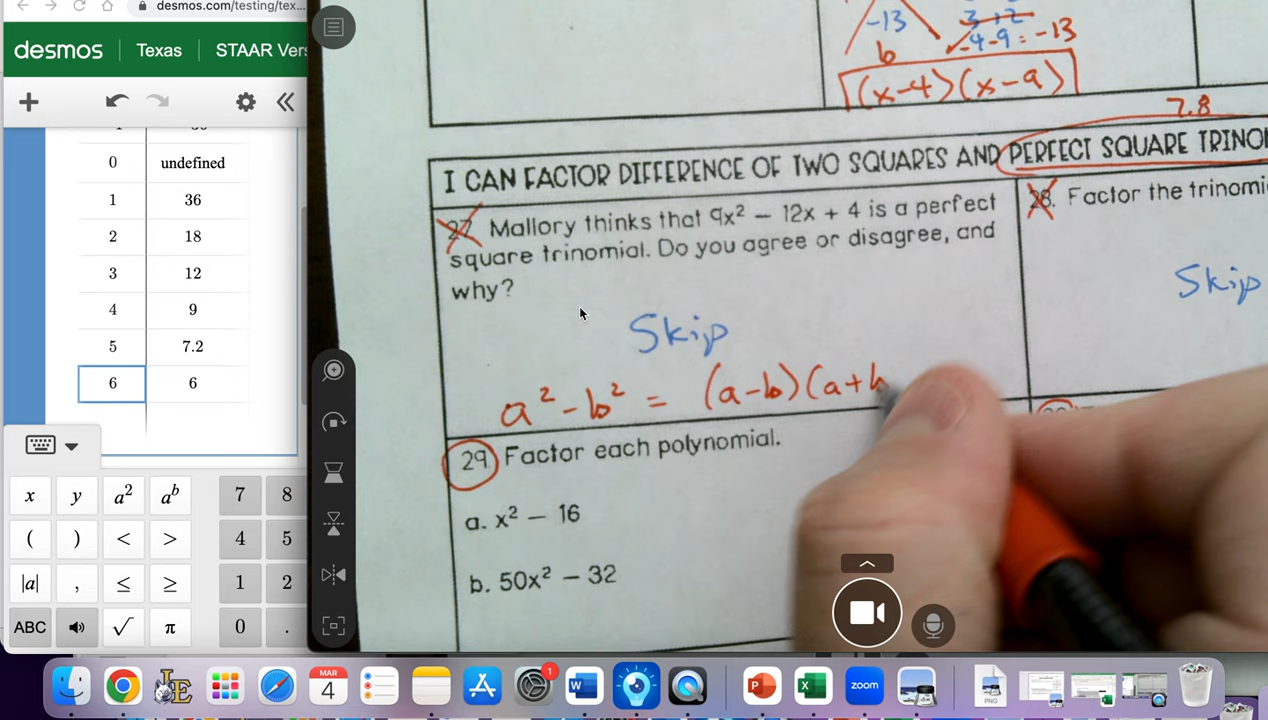 desmos.com/testing/tex...
desmos Texas STAAR Vers
0 undefined
1 36
2 18
3 12
4 9
5 7.2
6 6
x y a² aᵇ 7 8
( ) < > 4 5
|a| , ≤ ≥ 1 2
ABC √ π 0 .
-13 3+2
b -4-9=-13
(x-4)(x-9)
7.8
I CAN FACTOR DIFFERENCE OF TWO SQUARES AND PERFECT SQUARE TRINO
27. Mallory thinks that 9x² - 12x + 4 is a perfect
square trinomial. Do you agree or disagree, and
why?
Skip
a² - b² = (a-b)(a+b
28. Factor the trinomi
Skip
29. Factor each polynomial.
a. x² - 16
b. 50x² - 32
MAR
4
1
W P X zoom
PNG